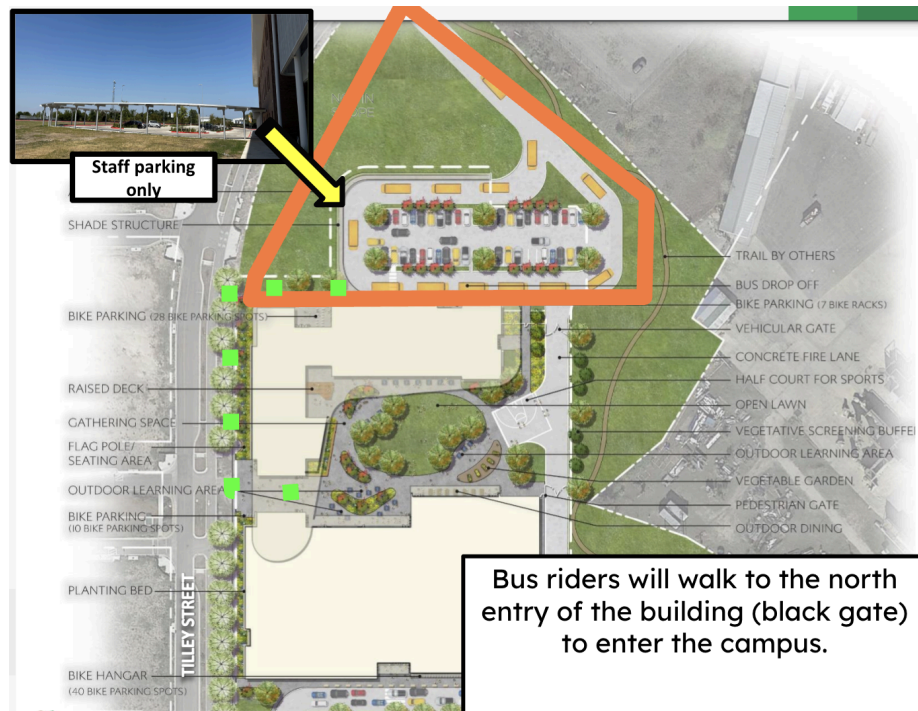 Staff parking
only
SHADE STRUCTURE
BIKE PARKING (28 BIKE PARKING SPOTS)
RAISED DECK
GATHERING SPACE
FLAG POLE/
SEATING AREA
OUTDOOR LEARNING AREA
BIKE PARKING
(10 BIKE PARKING SPOTS)
PLANTING BED
BIKE HANGAR
(40 BIKE PARKING SPOTS)
TILLEY STREET
TRAIL BY OTHERS
BUS DROP OFF
BIKE PARKING (7 BIKE RACKS)
VEHICULAR GATE
CONCRETE FIRE LANE
HALF COURT FOR SPORTS
OPEN LAWN
VEGETATIVE SCREENING BUFFE
OUTDOOR LEARNING AREA
VEGETABLE GARDEN
PEDESTRIAN GATE
OUTDOOR DINING
Bus riders will walk to the north
entry of the building (black gate)
to enter the campus.